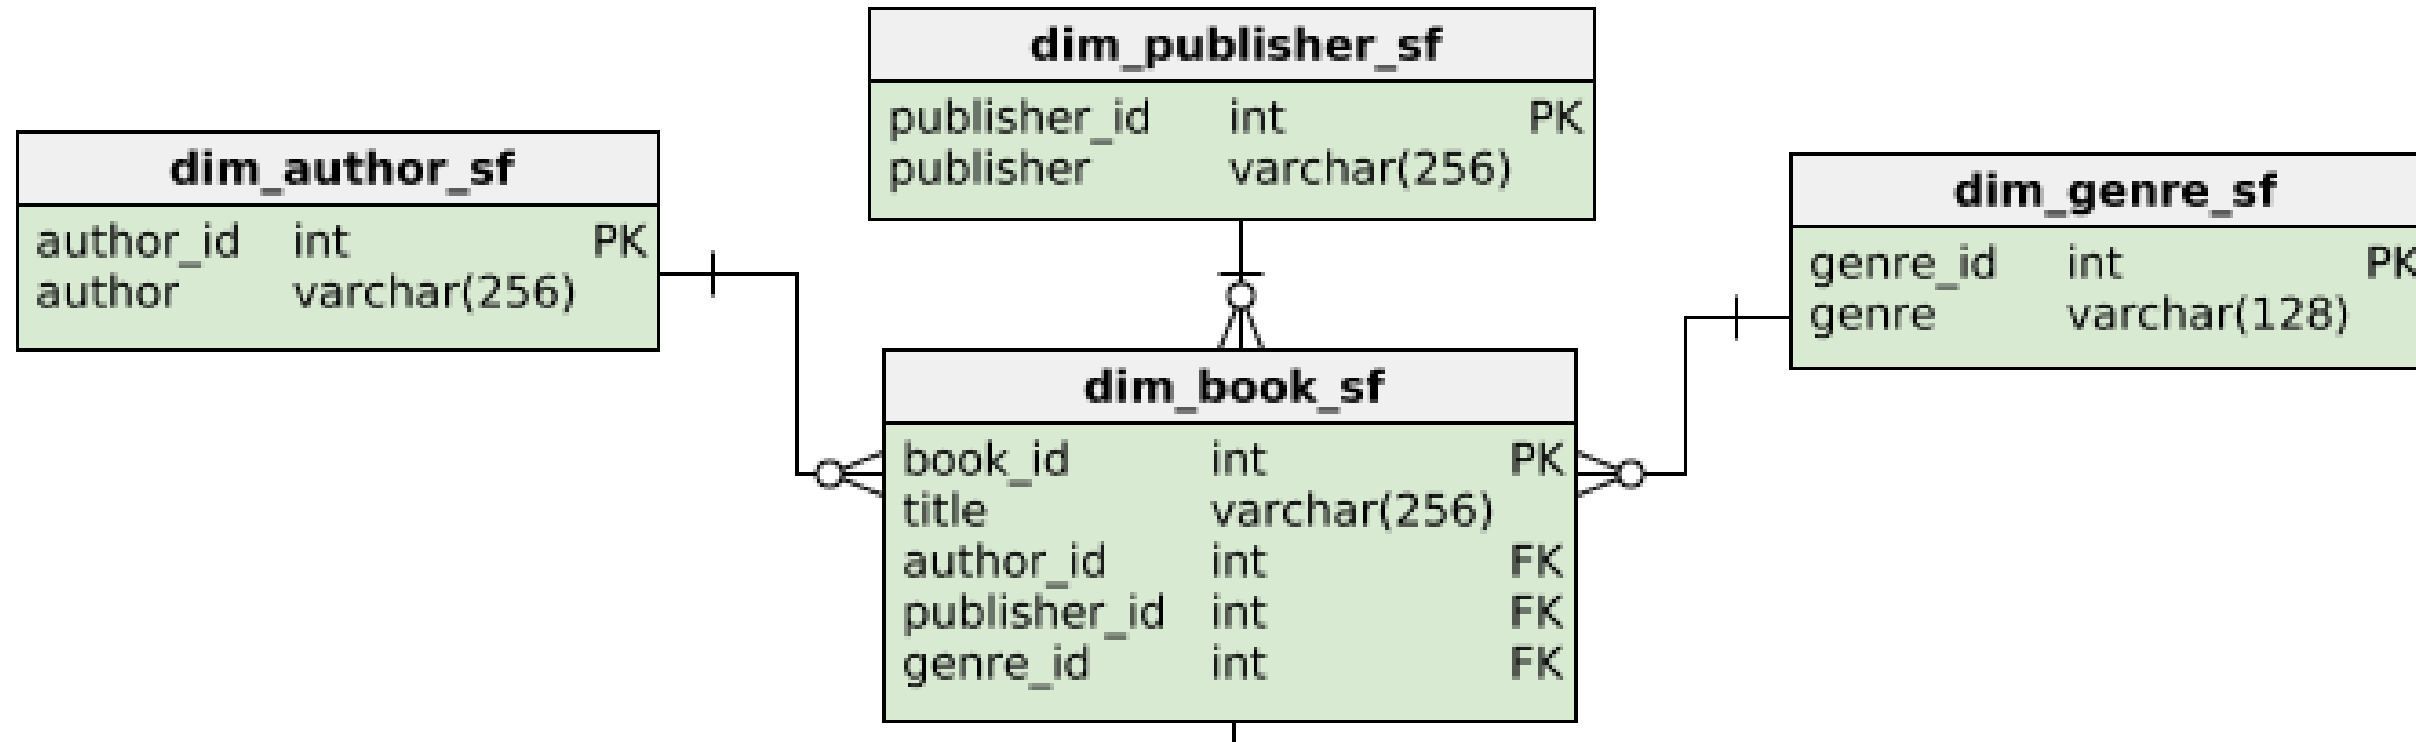 dim_publisher_sf
publisher_id int PK
publisher varchar(256)
dim_author_sf
author_id int PK
author varchar(256)
dim_genre_sf
genre_id int PK
genre varchar(128)
dim_book_sf
book_id int PK
title varchar(256)
author_id int FK
publisher_id int FK
genre_id int FK